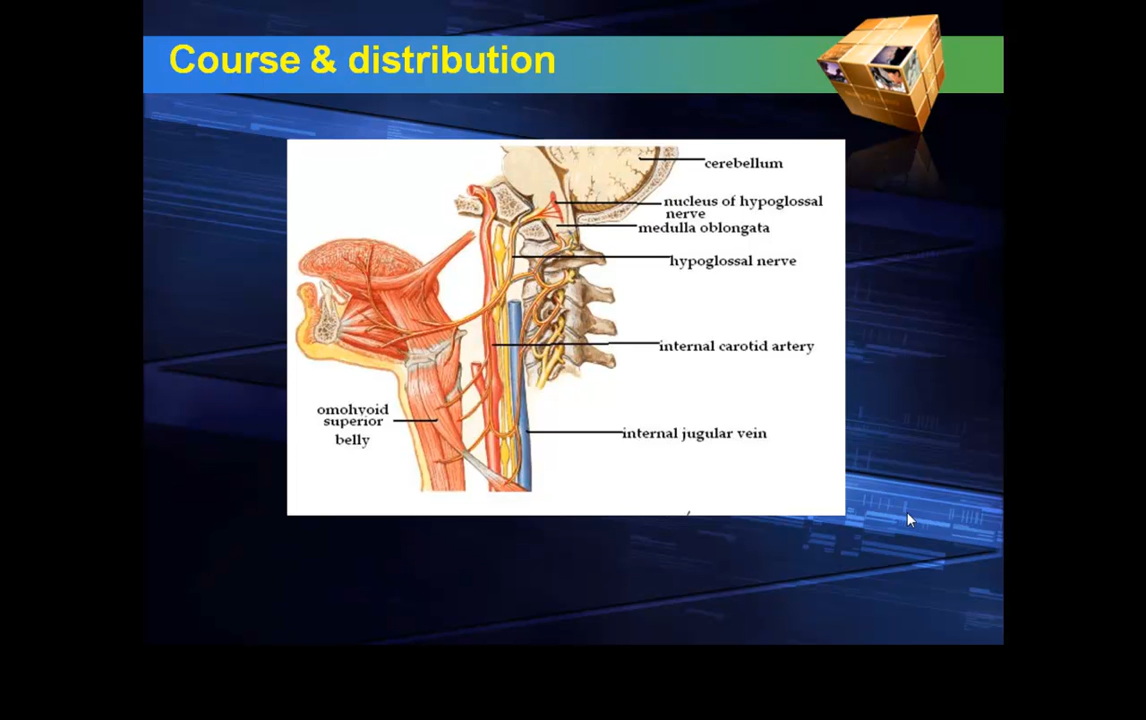 Course & distribution
cerebellum
nucleus of hypoglossal
nerve
medulla oblongata
hypoglossal nerve
internal carotid artery
omohyoid
superior
belly
internal jugular vein